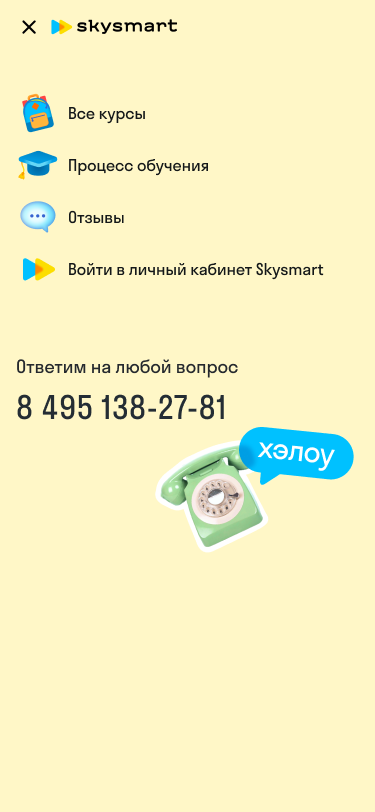 skysmart
Все курсы
Процесс обучения
Отзывы
Войти в личный кабинет Skysmart
Ответим на любой вопрос
8 495 138-27-81
хэлоу